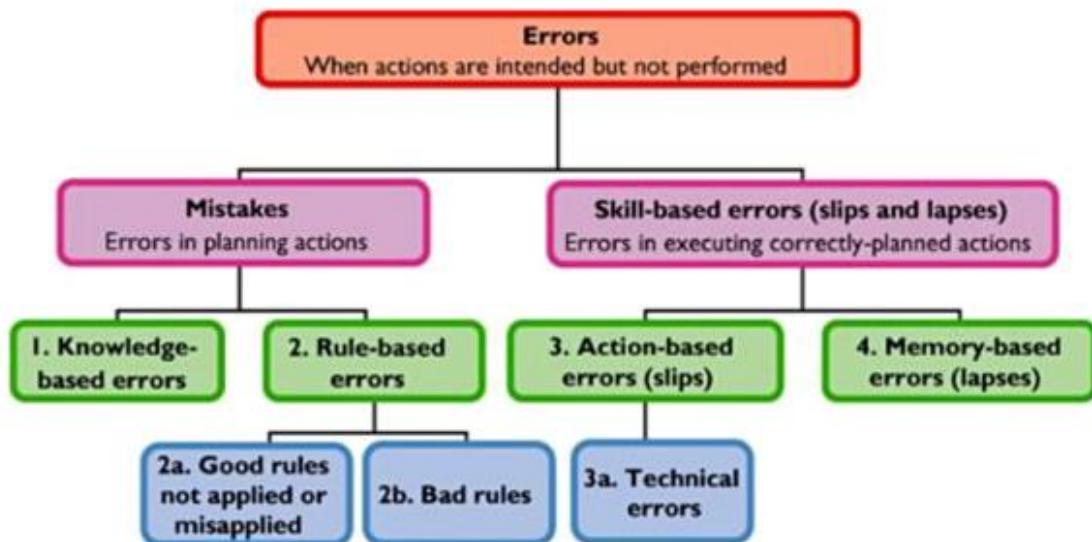 Errors
When actions are intended but not performed
Mistakes
Errors in planning actions
Skill-based errors (slips and lapses)
Errors in executing correctly-planned actions
1. Knowledge-
based errors
2. Rule-based
errors
3. Action-based
errors (slips)
4. Memory-based
errors (lapses)
2a. Good rules
not applied or
misapplied
2b. Bad rules
3a. Technical
errors